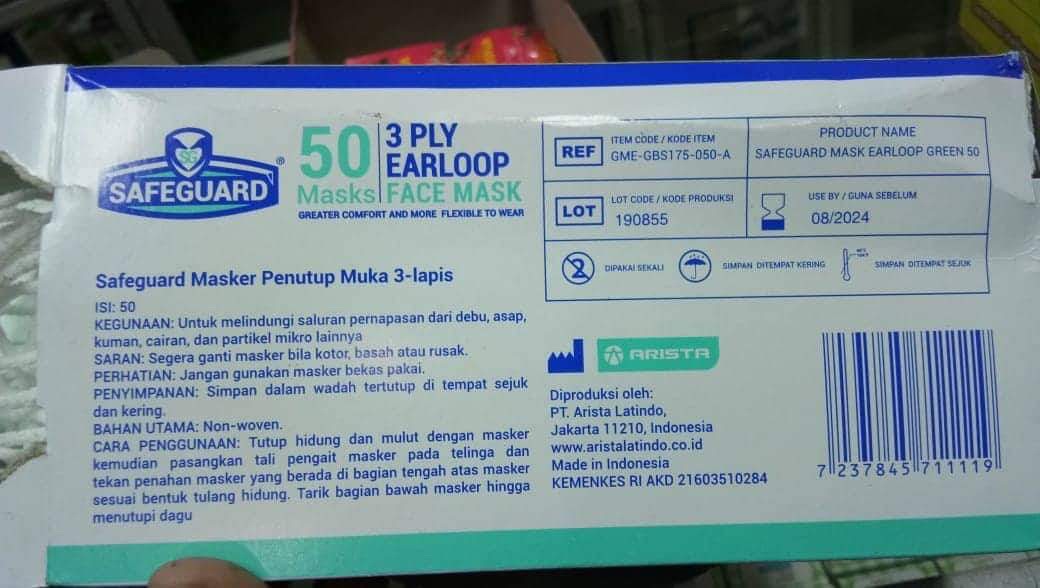 SG
SAFEGUARD®
50 Masks
3 PLY
EARLOOP
FACE MASK
GREATER COMFORT AND MORE FLEXIBLE TO WEAR
REF
ITEM CODE / KODE ITEM
GME-GBS175-050-A
PRODUCT NAME
SAFEGUARD MASK EARLOOP GREEN 50
LOT
LOT CODE / KODE PRODUKSI
190855
USE BY / GUNA SEBELUM
08/2024
2
DIPAKAI SEKALI
SIMPAN DITEMPAT KERING
SIMPAN DITEMPAT SEJUK
Safeguard Masker Penutup Muka 3-lapis
ISI: 50
KEGUNAAN: Untuk melindungi saluran pernapasan dari debu, asap,
kuman, cairan, dan partikel mikro lainnya
SARAN: Segera ganti masker bila kotor, basah atau rusak.
PERHATIAN: Jangan gunakan masker bekas pakai.
PENYIMPANAN: Simpan dalam wadah tertutup di tempat sejuk
dan kering.
BAHAN UTAMA: Non-woven.
CARA PENGGUNAAN: Tutup hidung dan mulut dengan masker
kemudian pasangkan tali pengait masker pada telinga dan
tekan penahan masker yang berada di bagian tengah atas masker
sesuai bentuk tulang hidung. Tarik bagian bawah masker hingga
menutupi dagu
ARISTA
Diproduksi oleh:
PT. Arista Latindo,
Jakarta 11210, Indonesia
www.aristalatindo.co.id
Made in Indonesia
KEMENKES RI AKD 21603510284
7 237845 711119